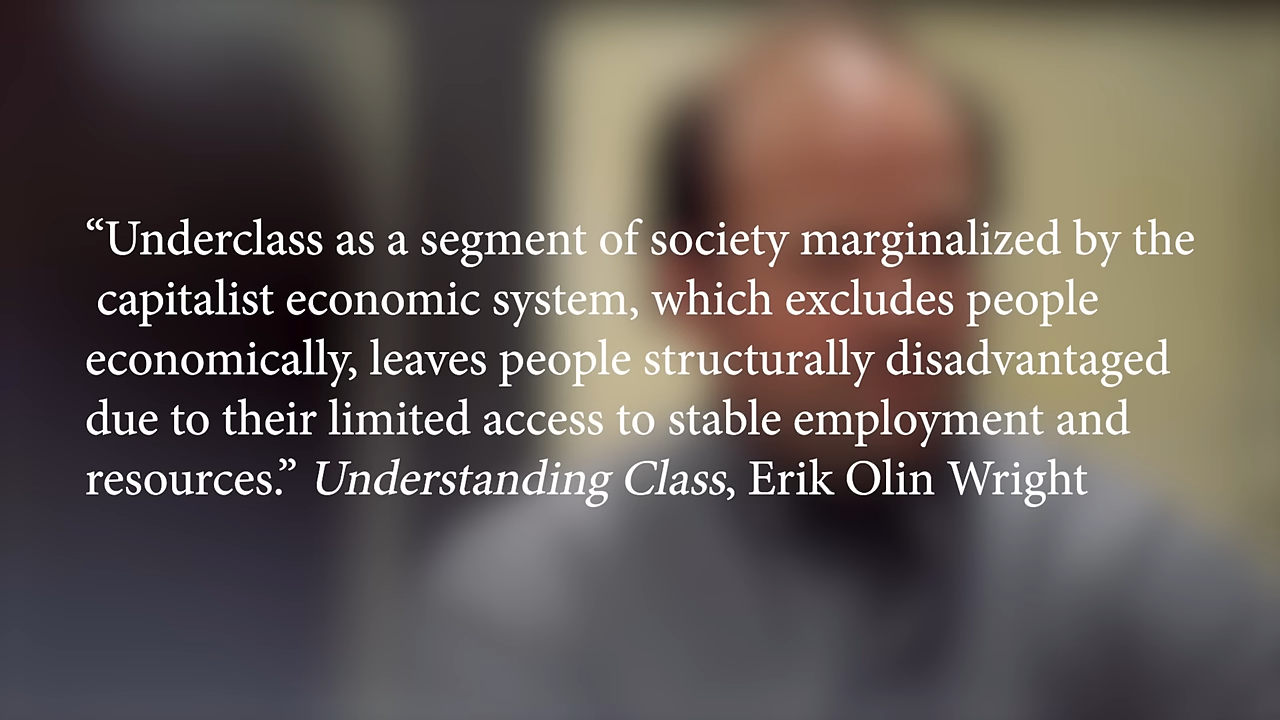 “Underclass as a segment of society marginalized by the
capitalist economic system, which excludes people
economically, leaves people structurally disadvantaged
due to their limited access to stable employment and
resources.” Understanding Class, Erik Olin Wright